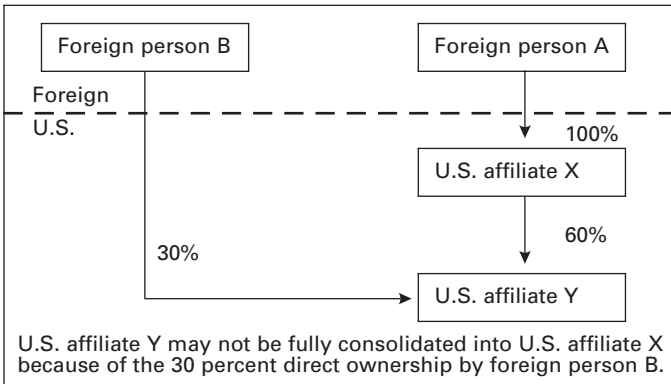 Foreign person B
Foreign person A
Foreign
U.S.
100%
U.S. affiliate X
30%
60%
U.S. affiliate Y
U.S. affiliate Y may not be fully consolidated into U.S. affiliate X
because of the 30 percent direct ownership by foreign person B.